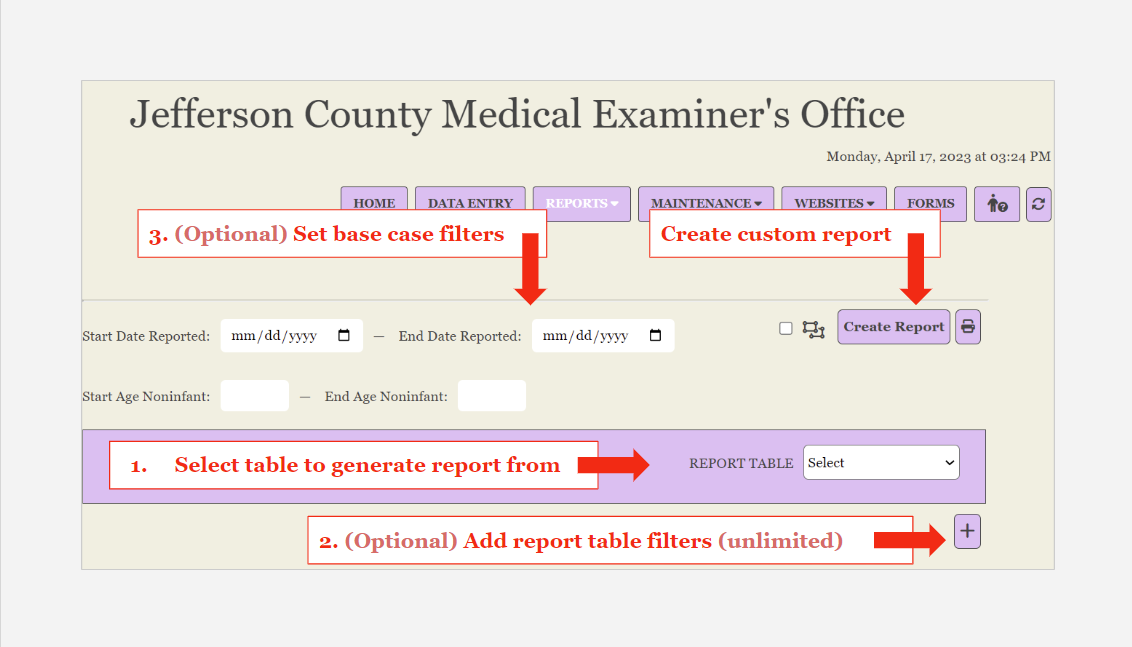 Jefferson County Medical Examiner's Office
Monday, April 17, 2023 at 03:24 PM
HOME DATA ENTRY REPORTS MAINTENANCE WEBSITES FORMS
3. (Optional) Set base case filters
Create custom report
Start Date Reported: mm/dd/yyyy — End Date Reported: mm/dd/yyyy
Create Report
Start Age Noninfant: — End Age Noninfant:
1. Select table to generate report from
REPORT TABLE Select
2. (Optional) Add report table filters (unlimited)
+